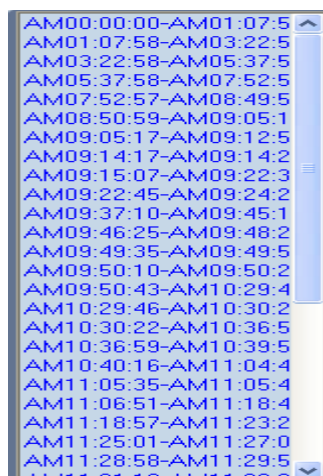 AM00:00:00-AM01:07:5
AM01:07:58-AM03:22:5
AM03:22:58-AM05:37:5
AM05:37:58-AM07:52:5
AM07:52:57-AM08:49:5
AM08:50:59-AM09:05:1
AM09:05:17-AM09:12:5
AM09:14:17-AM09:14:2
AM09:15:07-AM09:22:3
AM09:22:45-AM09:24:2
AM09:37:10-AM09:45:1
AM09:46:25-AM09:48:2
AM09:49:35-AM09:49:5
AM09:50:10-AM09:50:2
AM09:50:43-AM10:29:4
AM10:29:46-AM10:30:2
AM10:30:22-AM10:36:5
AM10:36:59-AM10:39:5
AM10:40:16-AM11:04:4
AM11:05:35-AM11:05:4
AM11:06:51-AM11:18:4
AM11:18:57-AM11:23:2
AM11:25:01-AM11:27:0
AM11:28:58-AM11:29:5